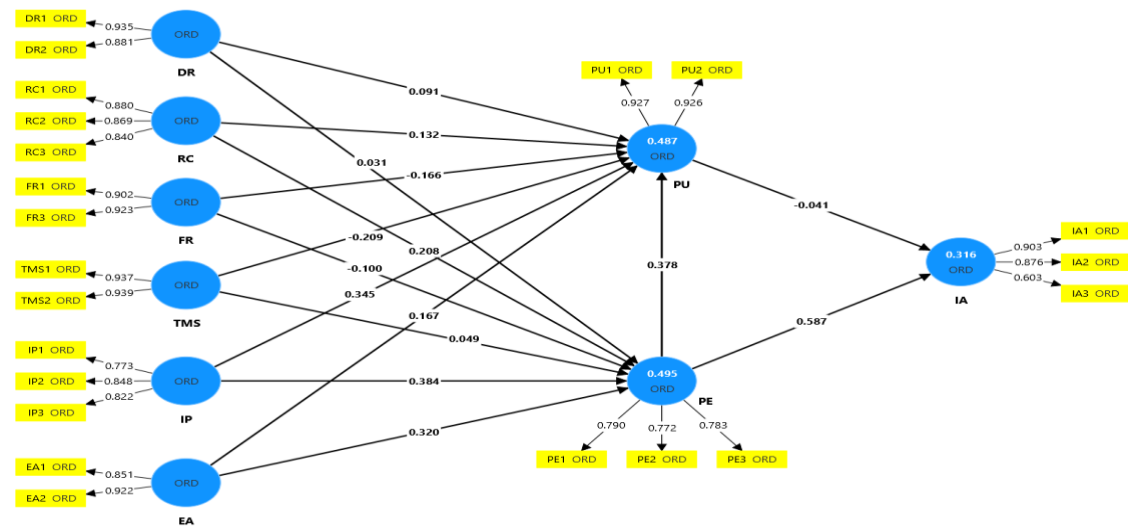 DR1 ORD
0.935
DR2 ORD
0.881
ORD
DR
RC1 ORD
0.880
RC2 ORD
0.869
RC3 ORD
0.840
ORD
RC
FR1 ORD
0.902
FR3 ORD
0.923
ORD
FR
TMS1 ORD
0.937
TMS2 ORD
0.939
ORD
TMS
IP1 ORD
0.773
IP2 ORD
0.848
IP3 ORD
0.822
ORD
IP
EA1 ORD
0.851
EA2 ORD
0.922
ORD
EA
0.091
0.132
0.031
-0.166
-0.209
0.208
-0.100
0.345
0.167
0.049
0.384
0.320
PU1 ORD
PU2 ORD
0.927
0.926
0.487
ORD
PU
0.378
0.495
ORD
PE
0.790
0.772
0.783
PE1 ORD
PE2 ORD
PE3 ORD
-0.041
0.587
0.316
ORD
IA
0.903
IA1 ORD
0.876
IA2 ORD
0.603
IA3 ORD